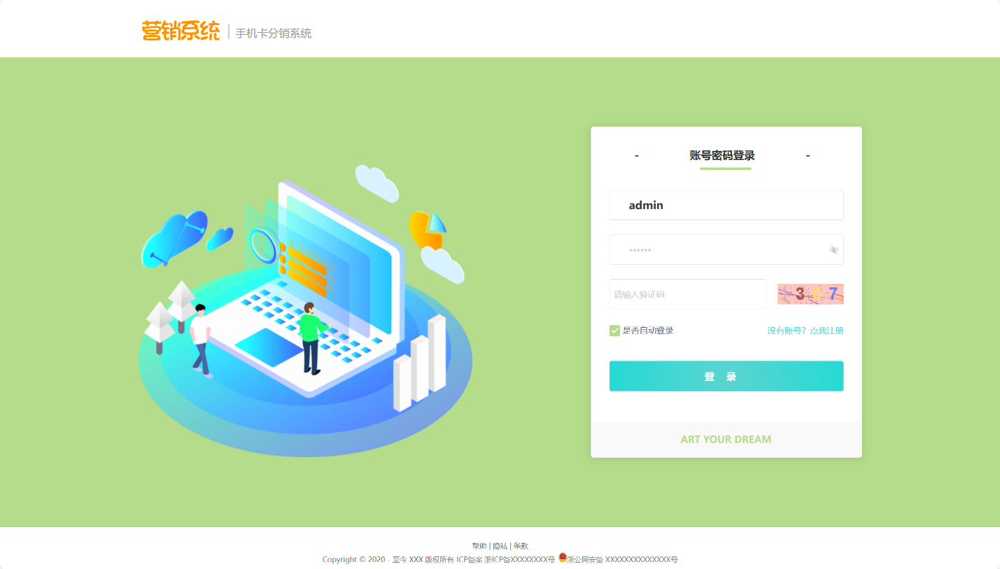 营销系统 | 手机卡分销系统
- 账号密码登录 -
admin
••••••
请输入验证码
307
是否自动登录 没有账号？点我注册
登 录
ART YOUR DREAM
帮助 | 隐私 | 条款
Copyright © 2020 - 至今 XXX 版权所有 ICP备案 浙ICP备XXXXXXXX号 浙公网安备 XXXXXXXXXXXXXX号